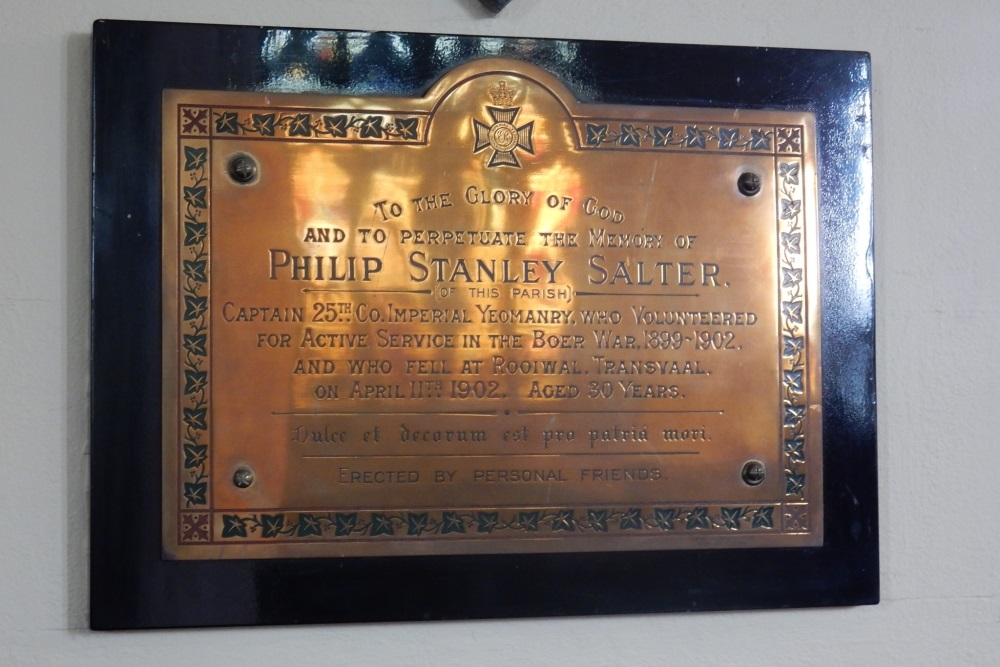 To the Glory of God
and to perpetuate the Memory of
Philip Stanley Salter.
(of this parish)
Captain 25th Co. Imperial Yeomanry, who Volunteered
for Active Service in the Boer War, 1899-1902,
and who fell at Rooiwal, Transvaal,
on April 11th 1902. Aged 30 Years.
Dulce et decorum est pro patriâ mori.
Erected by personal friends.